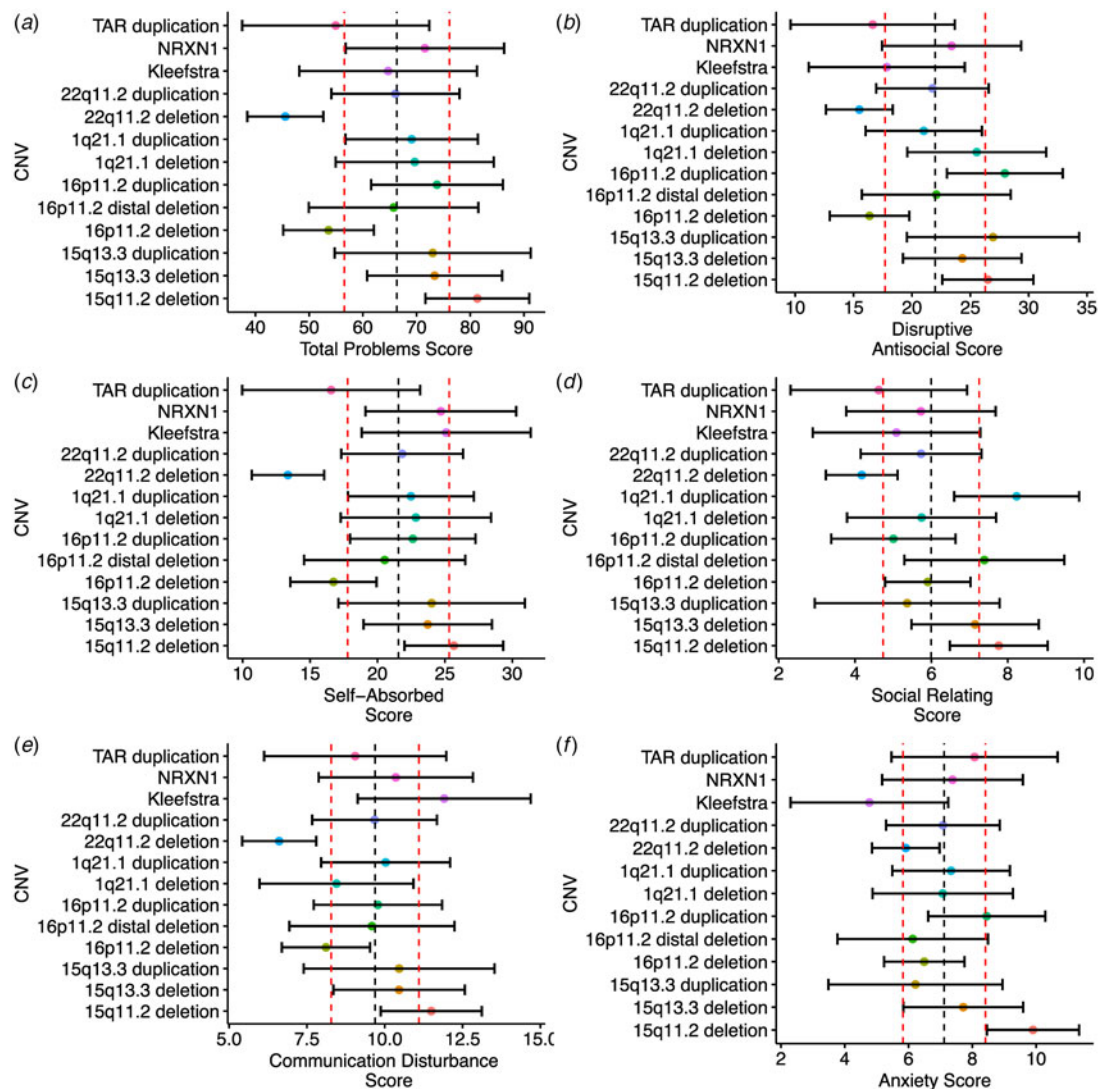 (a)
TAR duplication
NRXN1
Kleefstra
22q11.2 duplication
22q11.2 deletion
1q21.1 duplication
1q21.1 deletion
16p11.2 duplication
16p11.2 distal deletion
16p11.2 deletion
15q13.3 duplication
15q13.3 deletion
15q11.2 deletion
CNV
40 50 60 70 80 90
Total Problems Score
(b)
TAR duplication
NRXN1
Kleefstra
22q11.2 duplication
22q11.2 deletion
1q21.1 duplication
1q21.1 deletion
16p11.2 duplication
16p11.2 distal deletion
16p11.2 deletion
15q13.3 duplication
15q13.3 deletion
15q11.2 deletion
CNV
10 15 20 25 30 35
Disruptive
Antisocial Score
(c)
TAR duplication
NRXN1
Kleefstra
22q11.2 duplication
22q11.2 deletion
1q21.1 duplication
1q21.1 deletion
16p11.2 duplication
16p11.2 distal deletion
16p11.2 deletion
15q13.3 duplication
15q13.3 deletion
15q11.2 deletion
CNV
10 15 20 25 30
Self-Absorbed
Score
(d)
TAR duplication
NRXN1
Kleefstra
22q11.2 duplication
22q11.2 deletion
1q21.1 duplication
1q21.1 deletion
16p11.2 duplication
16p11.2 distal deletion
16p11.2 deletion
15q13.3 duplication
15q13.3 deletion
15q11.2 deletion
CNV
2 4 6 8 10
Social Relating
Score
(e)
TAR duplication
NRXN1
Kleefstra
22q11.2 duplication
22q11.2 deletion
1q21.1 duplication
1q21.1 deletion
16p11.2 duplication
16p11.2 distal deletion
16p11.2 deletion
15q13.3 duplication
15q13.3 deletion
15q11.2 deletion
CNV
5.0 7.5 10.0 12.5 15.0
Communication Disturbance
Score
(f)
TAR duplication
NRXN1
Kleefstra
22q11.2 duplication
22q11.2 deletion
1q21.1 duplication
1q21.1 deletion
16p11.2 duplication
16p11.2 distal deletion
16p11.2 deletion
15q13.3 duplication
15q13.3 deletion
15q11.2 deletion
CNV
2 4 6 8 10
Anxiety Score